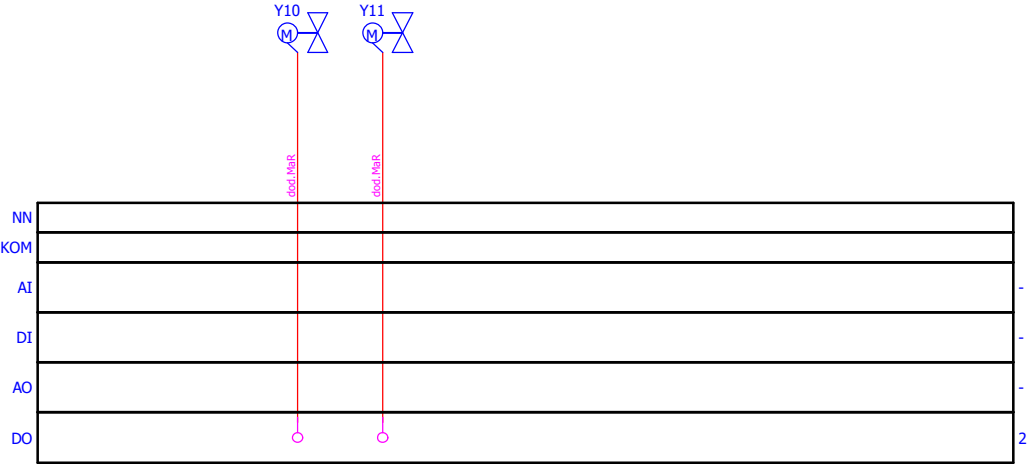 Y10 Y11
M M
dod.MaR dod.MaR
NN
KOM
AI -
DI -
AO -
DO 2